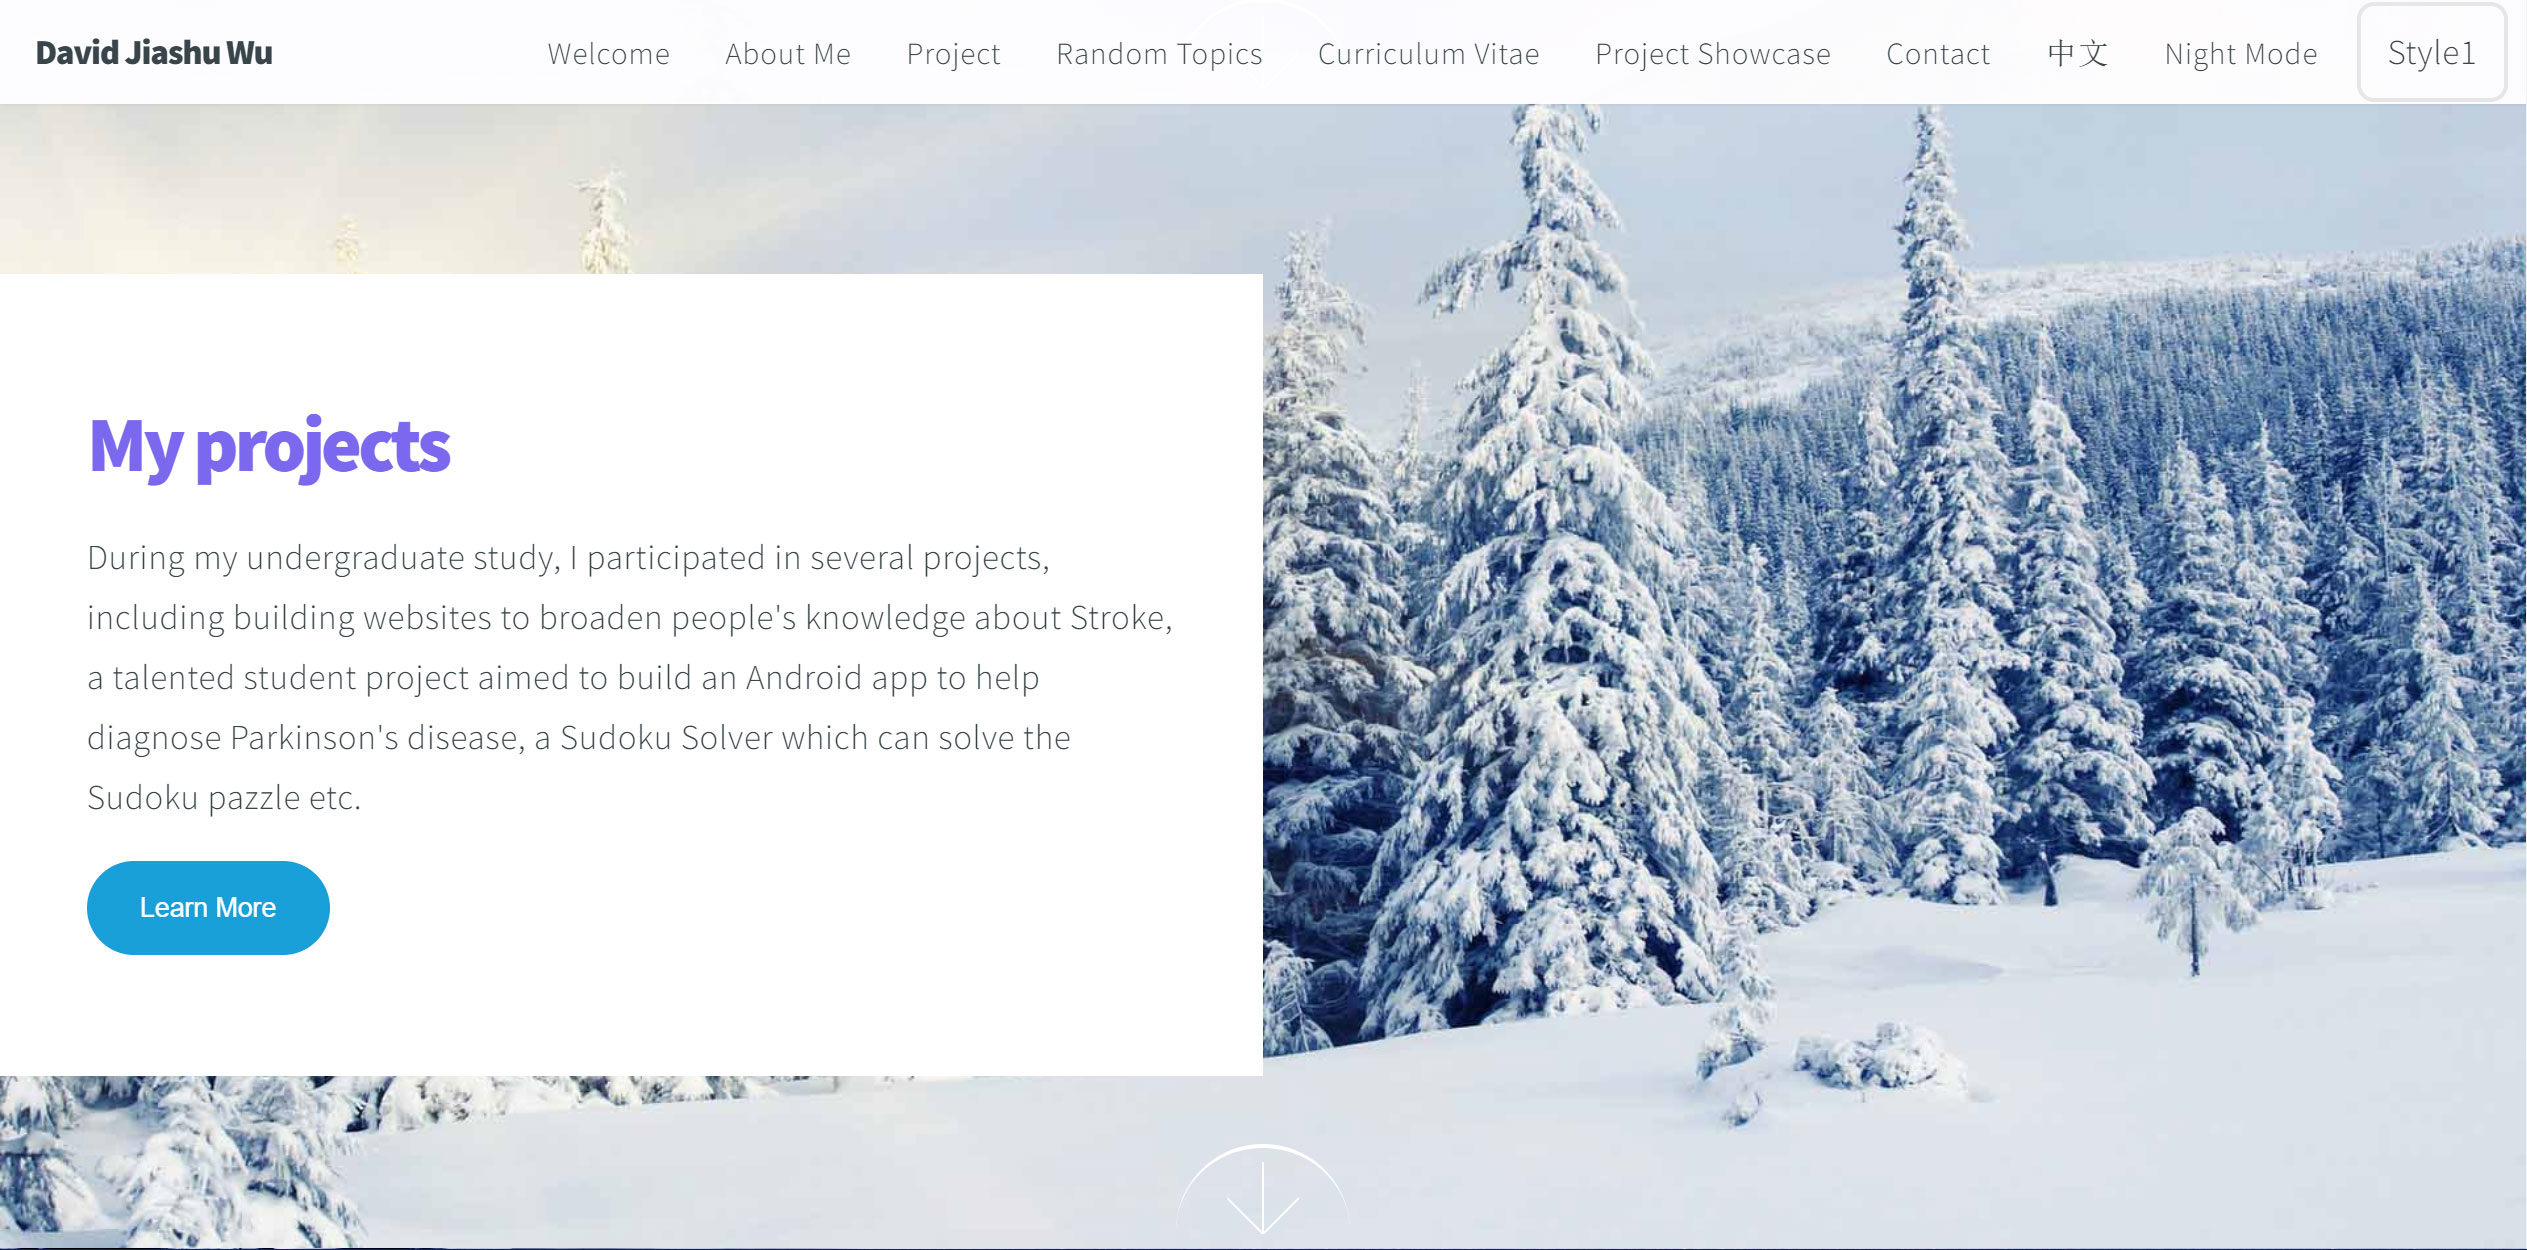 David Jiashu Wu
Welcome About Me Project Random Topics Curriculum Vitae Project Showcase Contact 中文 Night Mode Style1
My projects
During my undergraduate study, I participated in several projects,
including building websites to broaden people's knowledge about Stroke,
a talented student project aimed to build an Android app to help
diagnose Parkinson's disease, a Sudoku Solver which can solve the
Sudoku pazzle etc.
Learn More